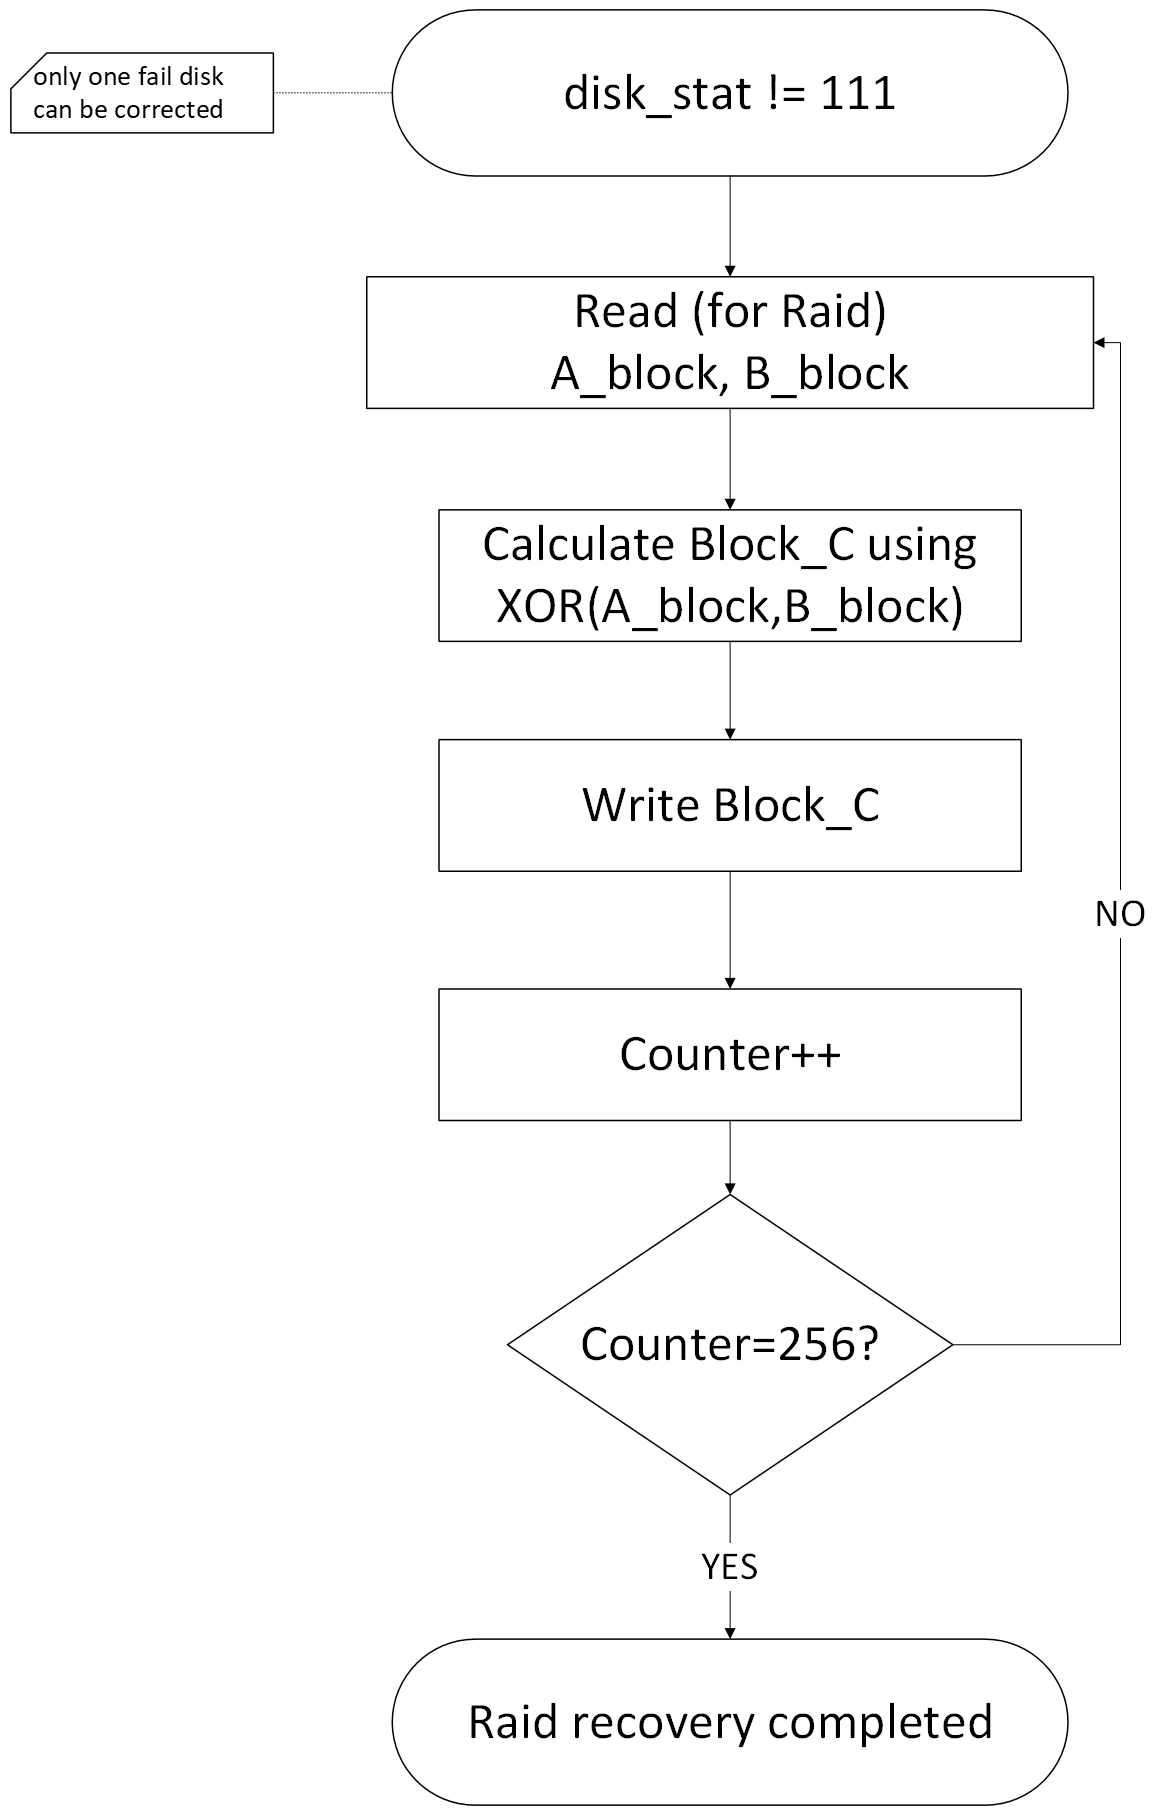 only one fail disk
can be corrected
disk_stat != 111
Read (for Raid)
A_block, B_block
Calculate Block_C using
XOR(A_block,B_block)
Write Block_C
NO
Counter++
Counter=256?
YES
Raid recovery completed